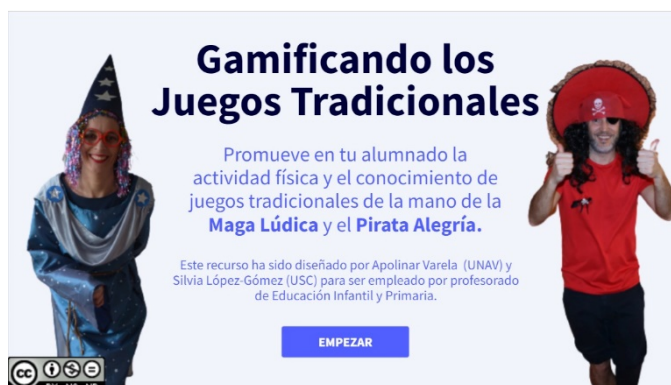 Gamificando los
Juegos Tradicionales
Promueve en tu alumnado la
actividad física y el conocimiento de
juegos tradicionales de la mano de la
Maga Lúdica y el Pirata Alegría.
Este recurso ha sido diseñado por Apolinar Varela (UNAV) y
Silvia López-Gómez (USC) para ser empleado por profesorado
de Educación Infantil y Primaria.
EMPEZAR
cc